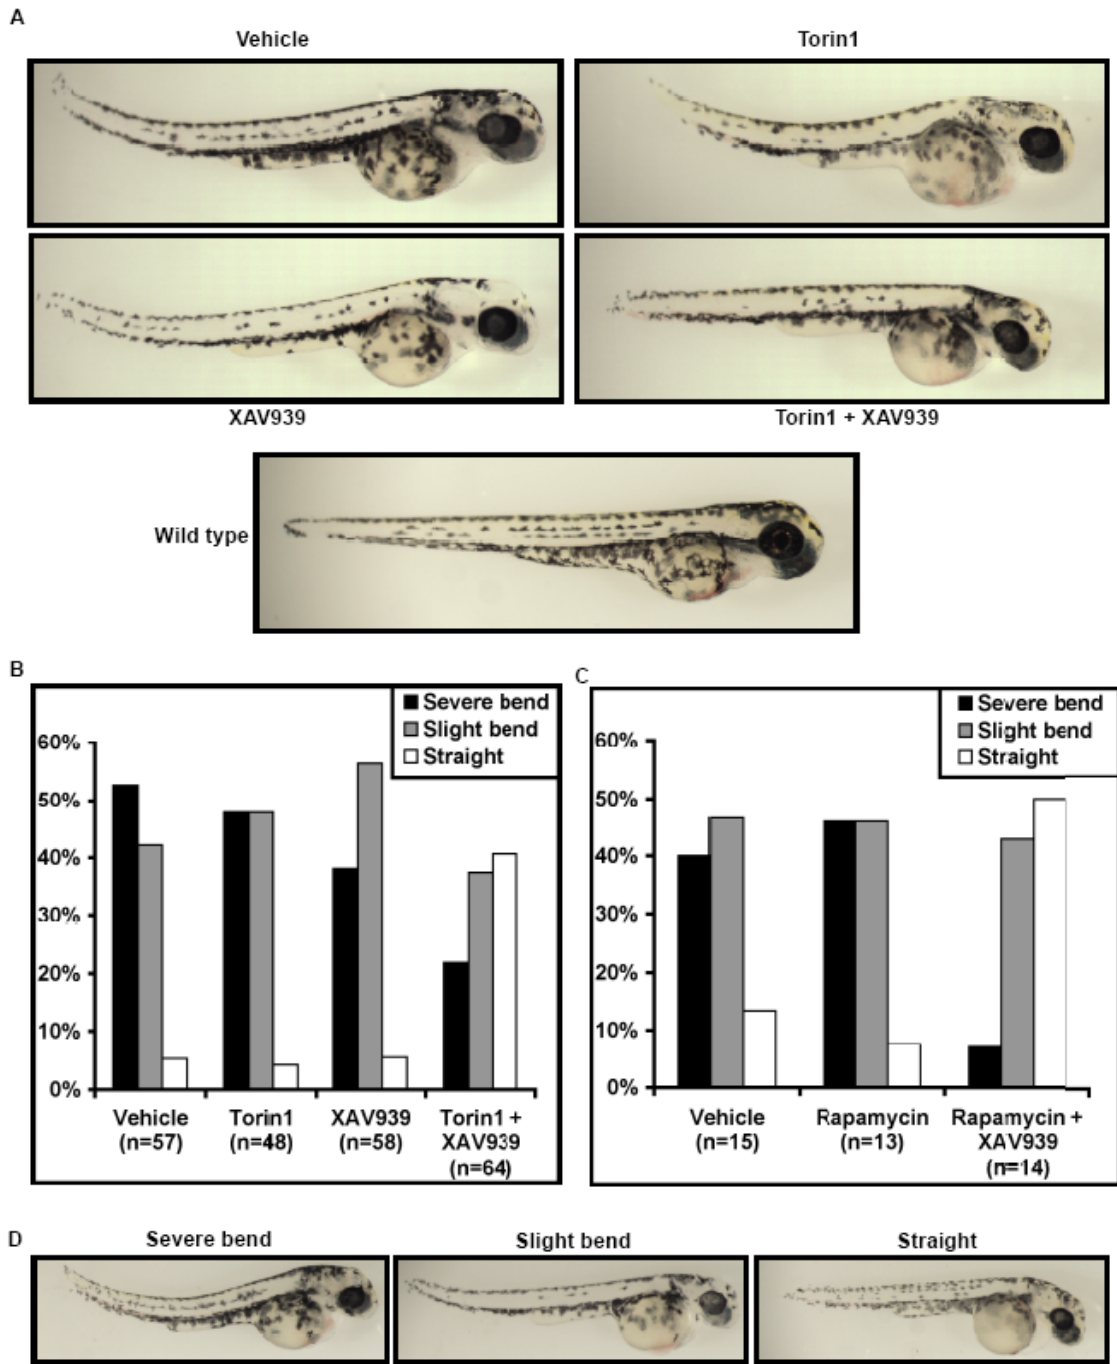 A
Vehicle
Torin1
XAV939
Torin1 + XAV939
Wild type
B
Severe bend
Slight bend
Straight
60%
50%
40%
30%
20%
10%
0%
Vehicle
(n=57)
Torin1
(n=48)
XAV939
(n=58)
Torin1 +
XAV939
(n=64)
C
Severe bend
Slight bend
Straight
60%
50%
40%
30%
20%
10%
0%
Vehicle
(n=15)
Rapamycin
(n=13)
Rapamycin +
XAV939
(n=14)
D
Severe bend
Slight bend
Straight